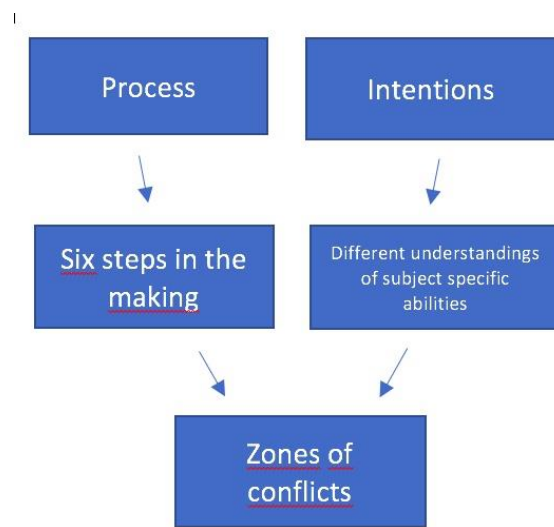 Process
Intentions
Six steps in the
making
Different understandings
of subject specific
abilities
Zones of
conflicts